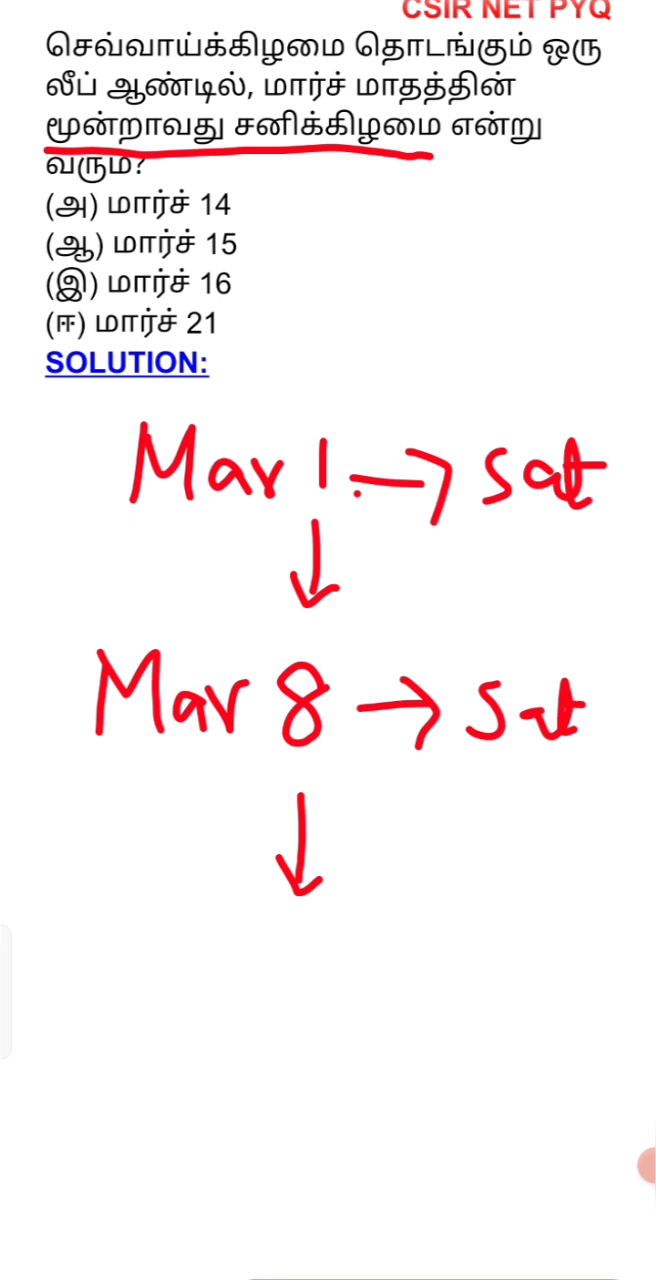 CSIR NET PYQ
செவ்வாய்க்கிழமை தொடங்கும் ஒரு
லீப் ஆண்டில், மார்ச் மாதத்தின்
மூன்றாவது சனிக்கிழமை என்று
வரும்?
(அ) மார்ச் 14
(ஆ) மார்ச் 15
(இ) மார்ச் 16
(ஈ) மார்ச் 21
SOLUTION:
Mar 1. → Sat
↓
Mar 8 → Sat
↓